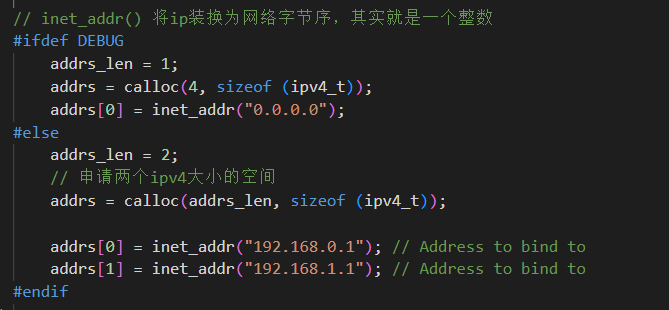 // inet_addr() 将ip装换为网络字节序，其实就是一个整数
#ifdef DEBUG
    addrs_len = 1;
    addrs = calloc(4, sizeof (ipv4_t));
    addrs[0] = inet_addr("0.0.0.0");
#else
    addrs_len = 2;
    // 申请两个ipv4大小的空间
    addrs = calloc(addrs_len, sizeof (ipv4_t));
    addrs[0] = inet_addr("192.168.0.1"); // Address to bind to
    addrs[1] = inet_addr("192.168.1.1"); // Address to bind to
#endif